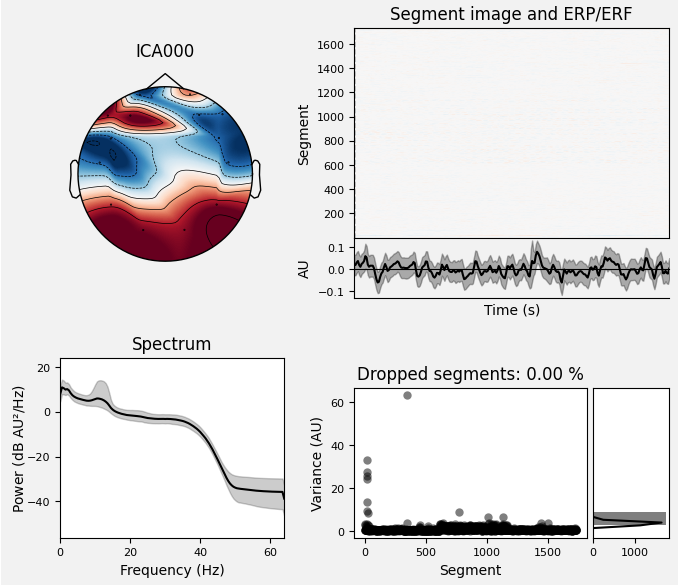 Segment image and ERP/ERF
ICA000
1600
1400
1200
1000
800
600
400
200
Segment
0.1
0.0
−0.1
AU
Time (s)
Spectrum
20
0
−20
−40
Power (dB AU²/Hz)
0 20 40 60
Frequency (Hz)
Dropped segments: 0.00 %
60
40
20
0
Variance (AU)
0 500 1000 1500
Segment
0 1000